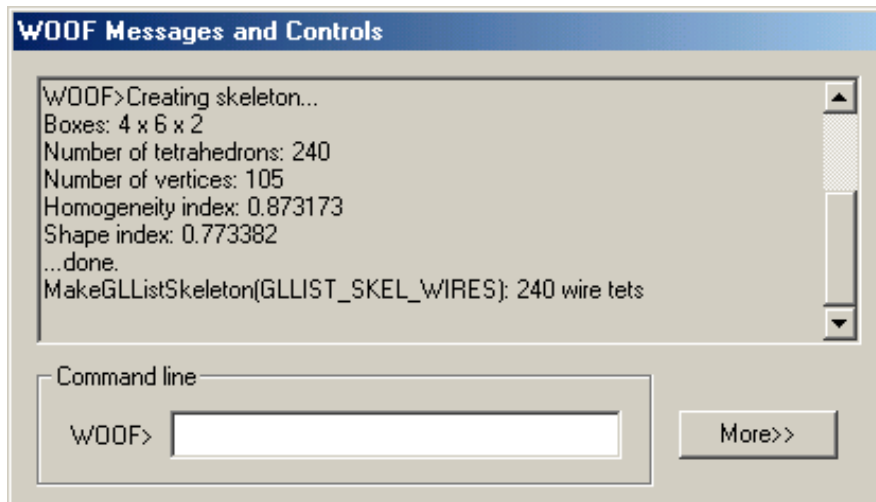 WOOF Messages and Controls
WOOF>Creating skeleton...
Boxes: 4 x 6 x 2
Number of tetrahedrons: 240
Number of vertices: 105
Homogeneity index: 0.873173
Shape index: 0.773382
...done.
MakeGLListSkeleton(GLLIST_SKEL_WIRES): 240 wire tets
Command line
WOOF>
More>>